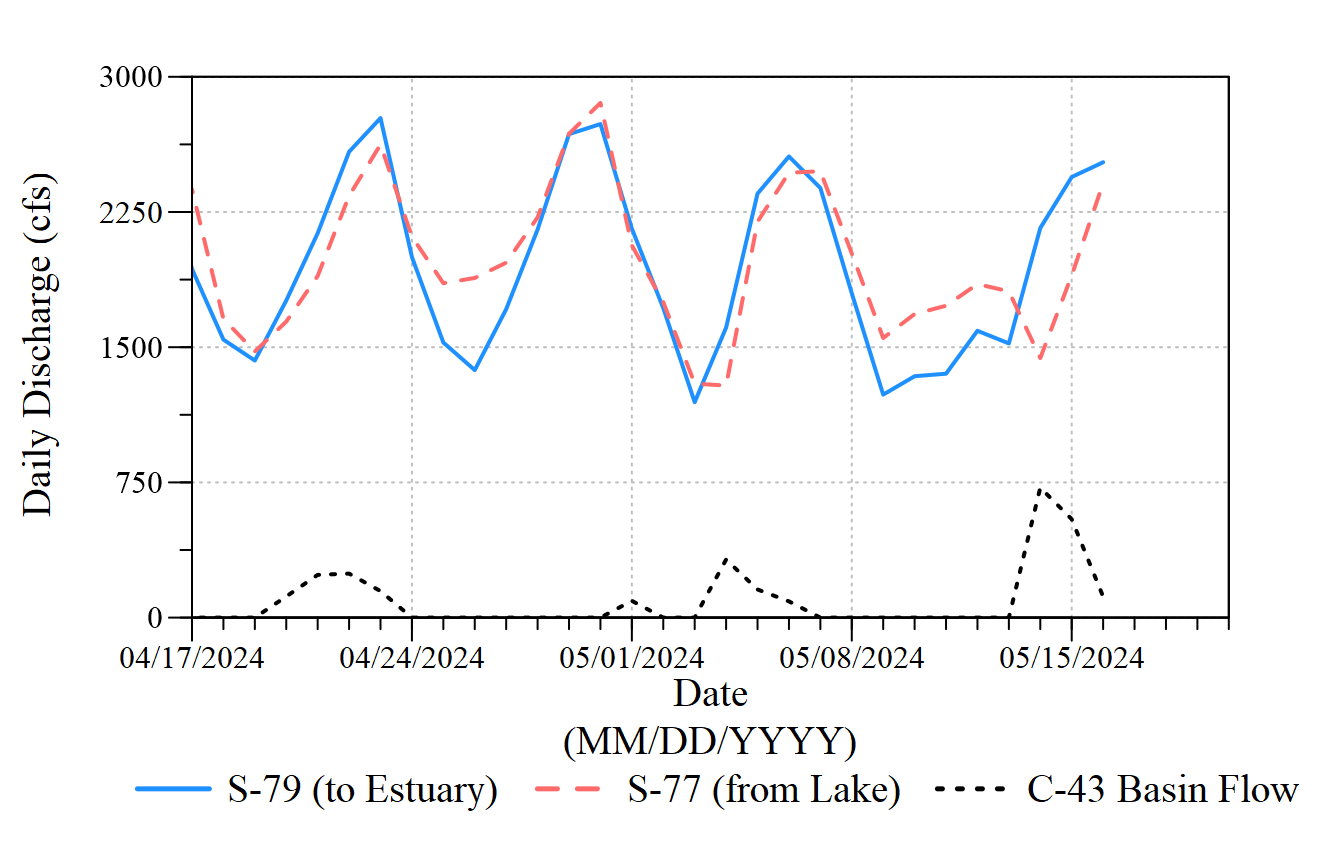 3000
2250
1500
750
0
Daily Discharge (cfs)
04/17/2024 04/24/2024 05/01/2024 05/08/2024 05/15/2024
Date
(MM/DD/YYYY)
S-79 (to Estuary) S-77 (from Lake) C-43 Basin Flow